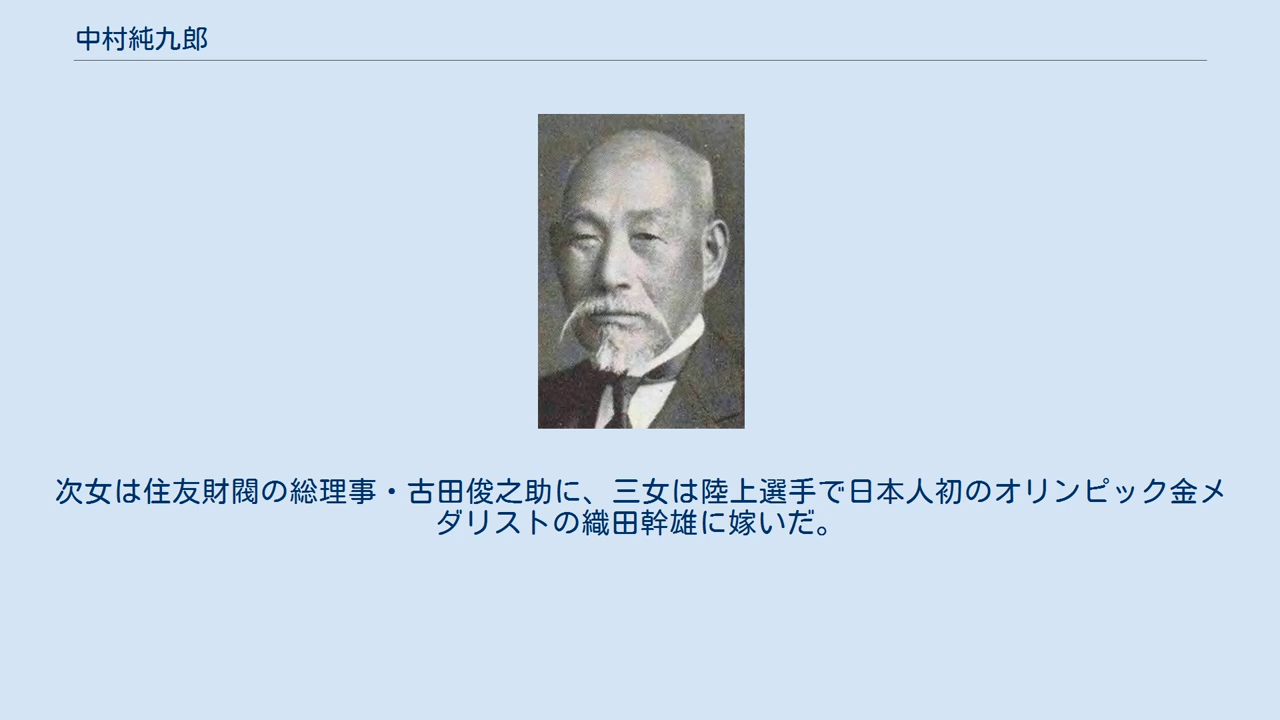 中村純九郎
次女は住友財閥の総理事・古田俊之助に、三女は陸上選手で日本人初のオリンピック金メ
ダリストの織田幹雄に嫁いだ。